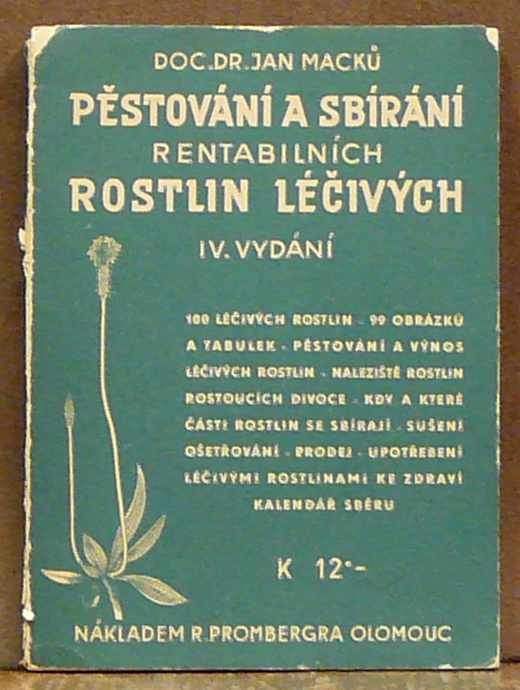 DOC. DR. JAN MACKŮ
PĚSTOVÁNÍ A SBÍRÁNÍ
RENTABILNÍCH
ROSTLIN LÉČIVÝCH
IV. VYDÁNÍ
100 LÉČIVÝCH ROSTLIN - 99 OBRÁZKŮ
A TABULEK - PĚSTOVÁNÍ A VÝNOS
LÉČIVÝCH ROSTLIN - NALEZIŠTĚ ROSTLIN
ROSTOUCÍCH DIVOCE - KDY A KTERÉ
ČÁSTI ROSTLIN SE SBÍRAJÍ - SUŠENÍ
OŠETŘOVÁNÍ - PRODEJ - UPOTŘEBENÍ
LÉČIVÝMI ROSTLINAMI KE ZDRAVÍ
KALENDÁŘ SBĚRU
K 12·-
NÁKLADEM R. PROMBERGRA OLOMOUC